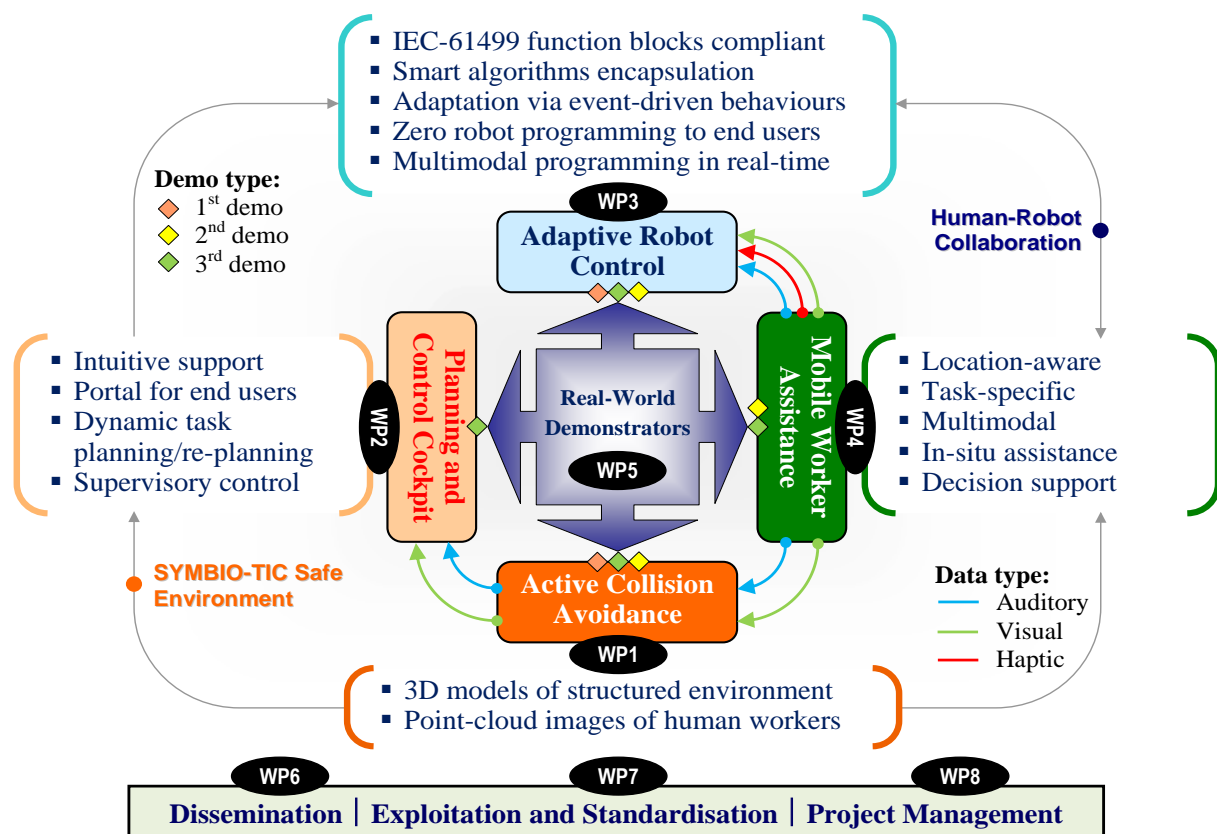 ▪ IEC-61499 function blocks compliant
▪ Smart algorithms encapsulation
▪ Adaptation via event-driven behaviours
▪ Zero robot programming to end users
▪ Multimodal programming in real-time
Demo type:
1st demo
2nd demo
3rd demo
WP3
Adaptive Robot
Control
Human-Robot
Collaboration
▪ Intuitive support
▪ Portal for end users
▪ Dynamic task
planning/re-planning
▪ Supervisory control
WP2
Planning and
Control Cockpit
Real-World
Demonstrators
WP5
Mobile Worker
Assistance
WP4
▪ Location-aware
▪ Task-specific
▪ Multimodal
▪ In-situ assistance
▪ Decision support
SYMBIO-TIC Safe
Environment
Active Collision
Avoidance
WP1
Data type:
Auditory
Visual
Haptic
▪ 3D models of structured environment
▪ Point-cloud images of human workers
WP6
WP7
WP8
Dissemination | Exploitation and Standardisation | Project Management